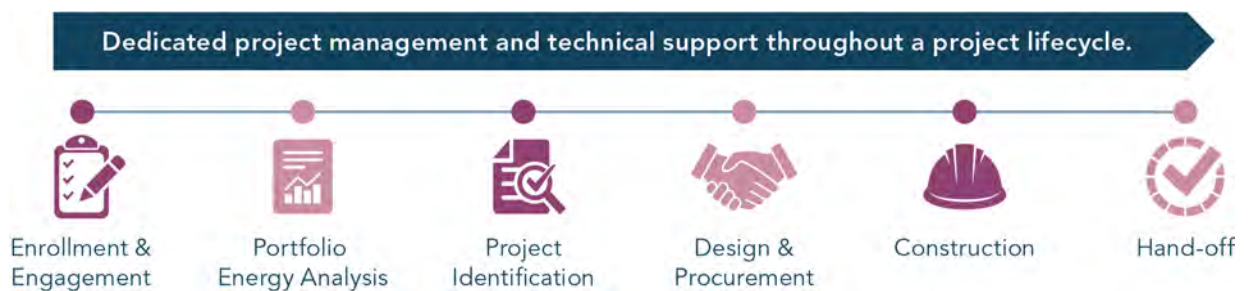 Dedicated project management and technical support throughout a project lifecycle.
Enrollment &
Engagement
Portfolio
Energy Analysis
Project
Identification
Design &
Procurement
Construction
Hand-off